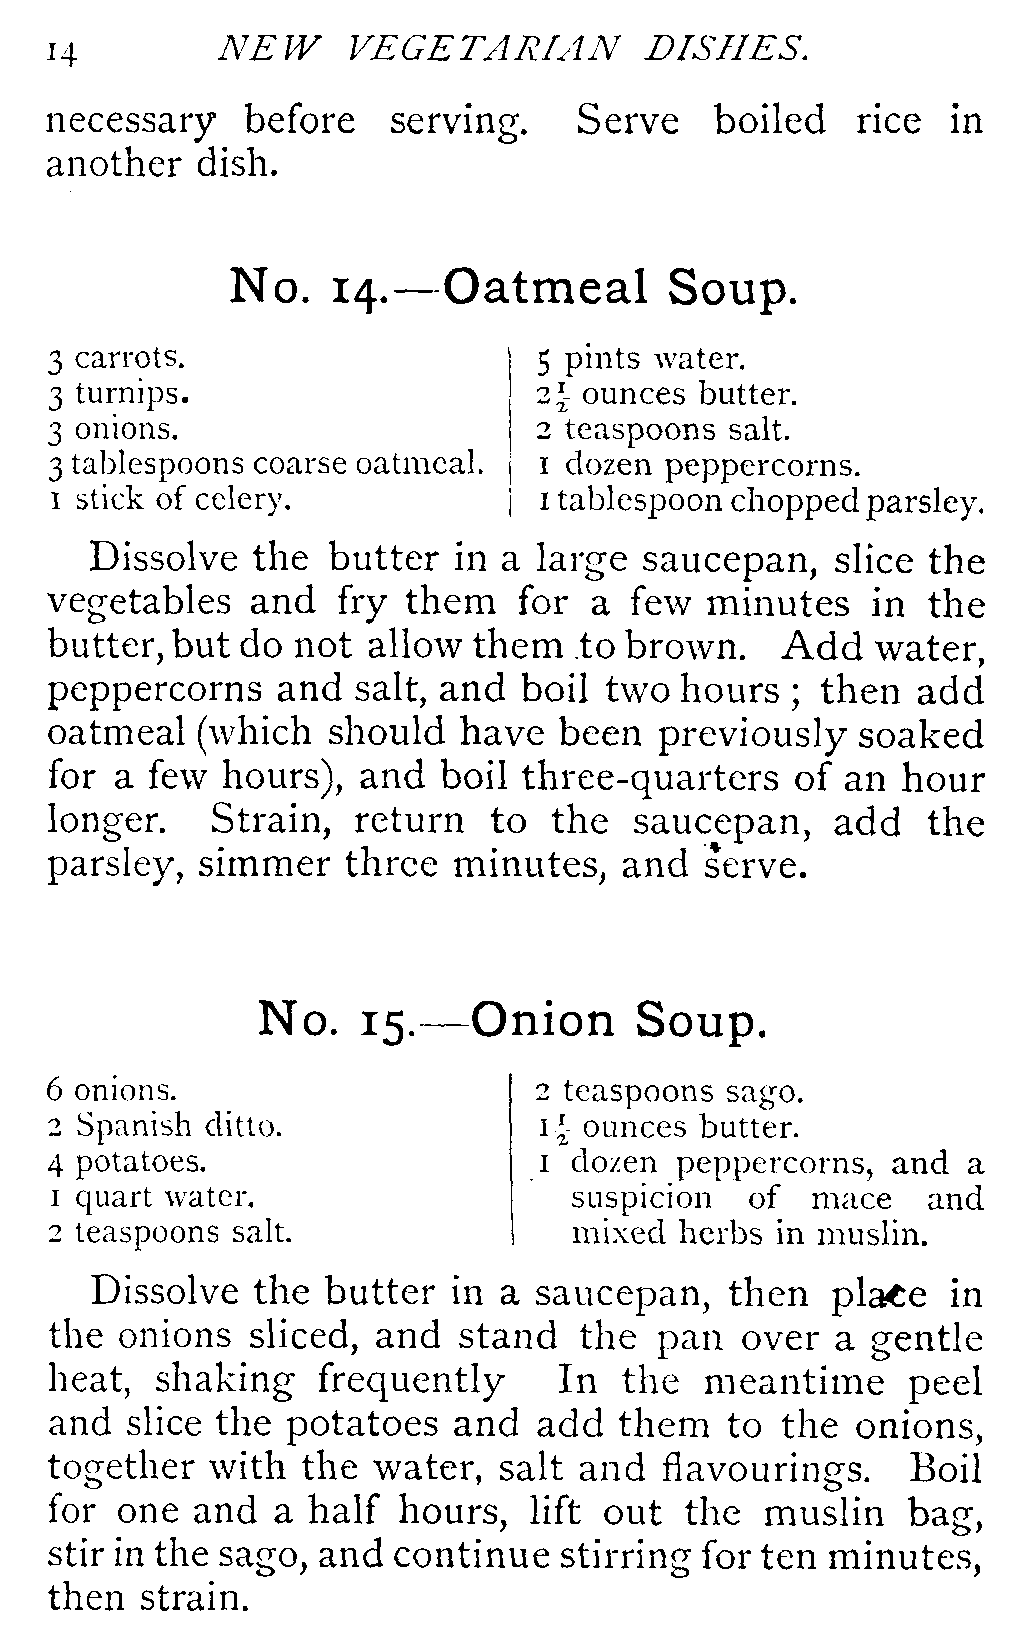 14 NEW VEGETARIAN DISHES.
necessary before serving. Serve boiled rice in
another dish.
No. 14.—Oatmeal Soup.
3 carrots.
3 turnips.
3 onions.
3 tablespoons coarse oatmeal.
1 stick of celery.
5 pints water.
2½ ounces butter.
2 teaspoons salt.
1 dozen peppercorns.
1 tablespoon chopped parsley.
Dissolve the butter in a large saucepan, slice the
vegetables and fry them for a few minutes in the
butter, but do not allow them to brown. Add water,
peppercorns and salt, and boil two hours; then add
oatmeal (which should have been previously soaked
for a few hours), and boil three-quarters of an hour
longer. Strain, return to the saucepan, add the
parsley, simmer three minutes, and serve.
No. 15.—Onion Soup.
6 onions.
2 Spanish ditto.
4 potatoes.
1 quart water.
2 teaspoons salt.
2 teaspoons sago.
1½ ounces butter.
1 dozen peppercorns, and a
suspicion of mace and
mixed herbs in muslin.
Dissolve the butter in a saucepan, then place in
the onions sliced, and stand the pan over a gentle
heat, shaking frequently In the meantime peel
and slice the potatoes and add them to the onions,
together with the water, salt and flavourings. Boil
for one and a half hours, lift out the muslin bag,
stir in the sago, and continue stirring for ten minutes,
then strain.